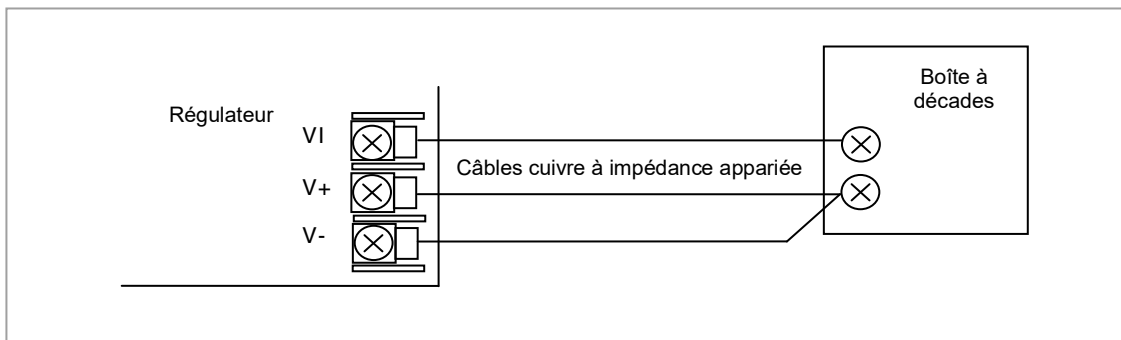 Boîte à
décades
Régulateur
VI
Câbles cuivre à impédance appariée
V+
V-